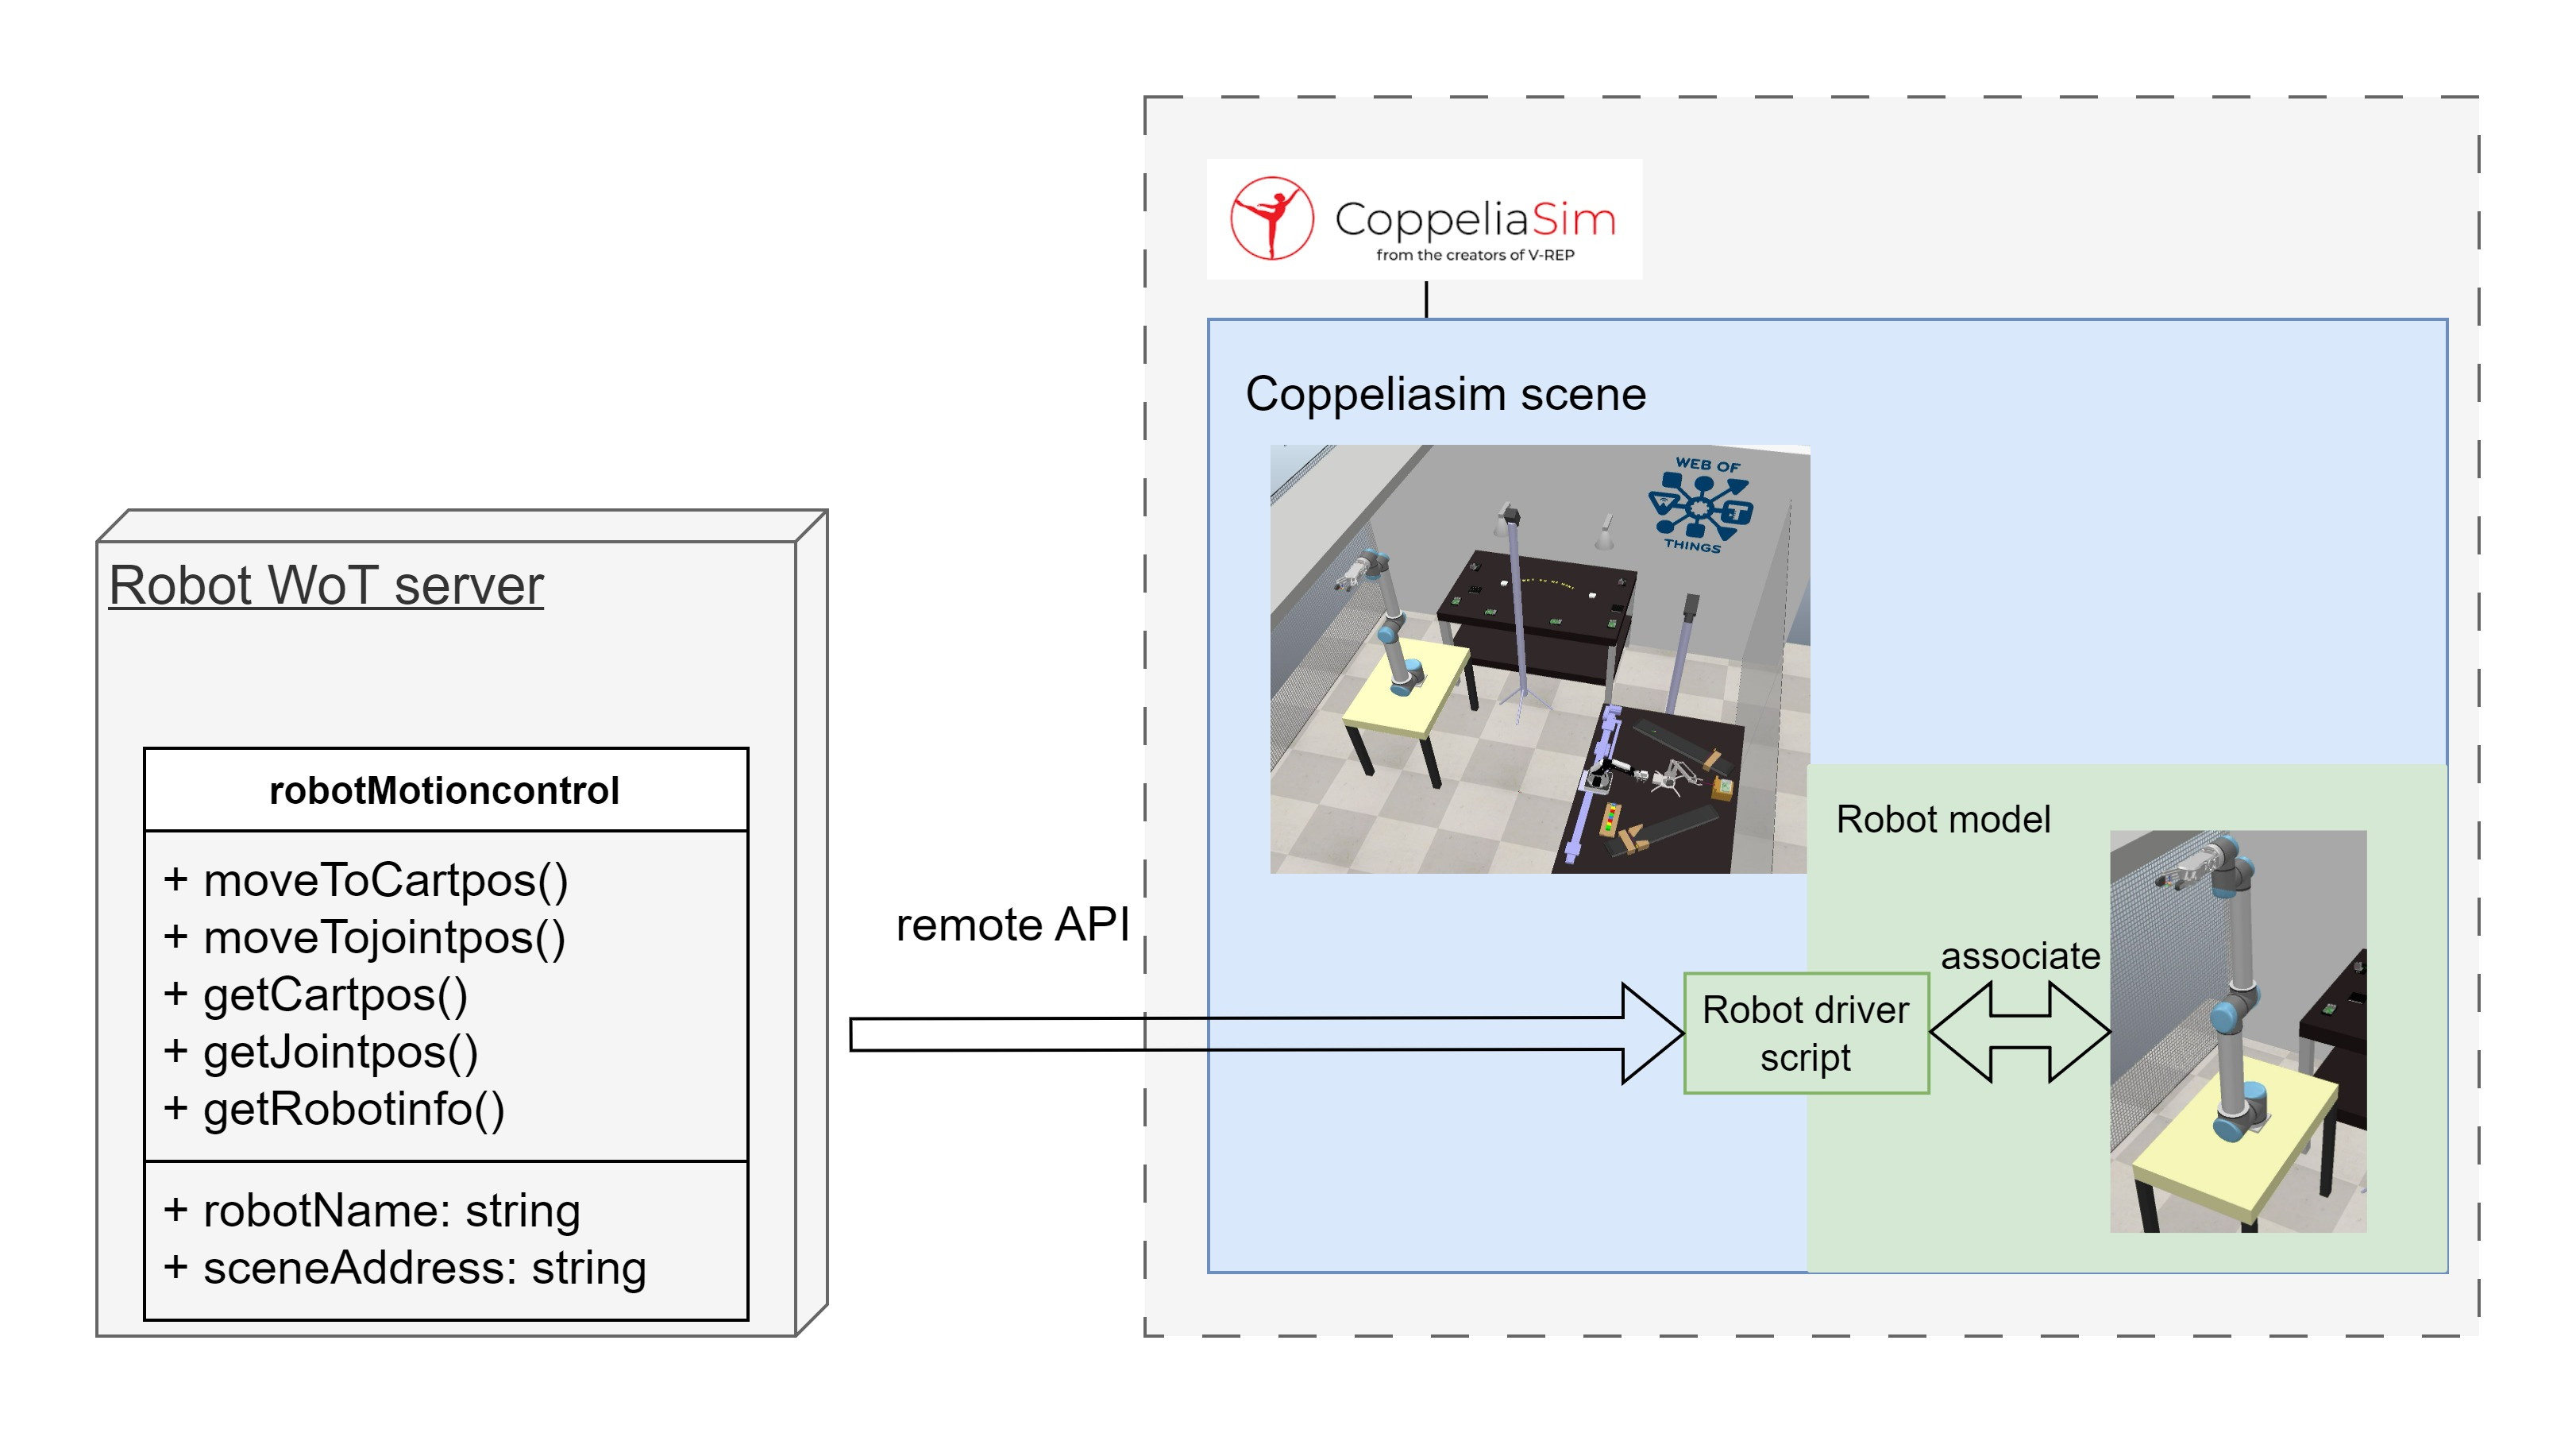 CoppeliaSim
from the creators of V-REP
Coppeliasim scene
WEB OF
THINGS
Robot WoT server
robotMotioncontrol
+ moveToCartpos()
+ moveTojointpos()
+ getCartpos()
+ getJointpos()
+ getRobotinfo()
+ robotName: string
+ sceneAddress: string
remote API
Robot model
associate
Robot driver
script